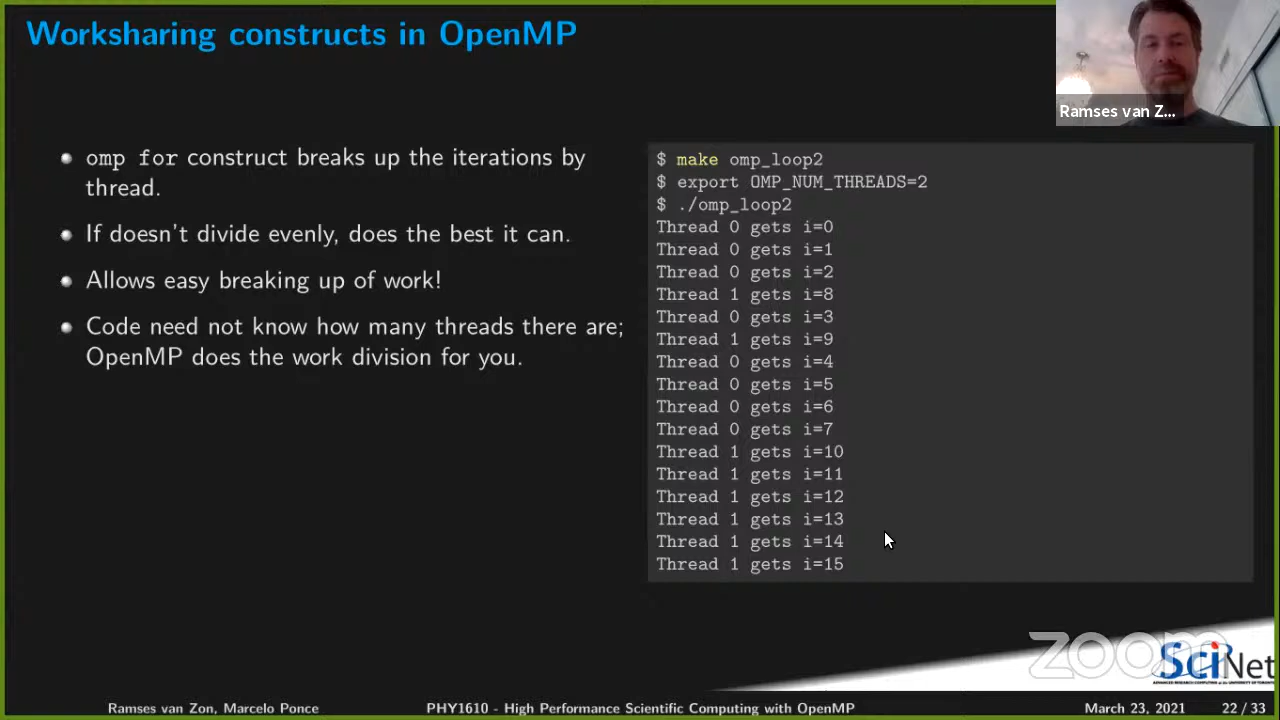 Worksharing constructs in OpenMP
Ramses van Z...
omp for construct breaks up the iterations by
thread.
If doesn't divide evenly, does the best it can.
Allows easy breaking up of work!
Code need not know how many threads there are;
OpenMP does the work division for you.
$ make omp_loop2
$ export OMP_NUM_THREADS=2
$ ./omp_loop2
Thread 0 gets i=0
Thread 0 gets i=1
Thread 0 gets i=2
Thread 1 gets i=8
Thread 0 gets i=3
Thread 1 gets i=9
Thread 0 gets i=4
Thread 0 gets i=5
Thread 0 gets i=6
Thread 0 gets i=7
Thread 1 gets i=10
Thread 1 gets i=11
Thread 1 gets i=12
Thread 1 gets i=13
Thread 1 gets i=14
Thread 1 gets i=15
zoom
SciNet
Ramses van Zon, Marcelo Ponce
PHY1610 - High Performance Scientific Computing with OpenMP
March 23, 2021
22 / 33